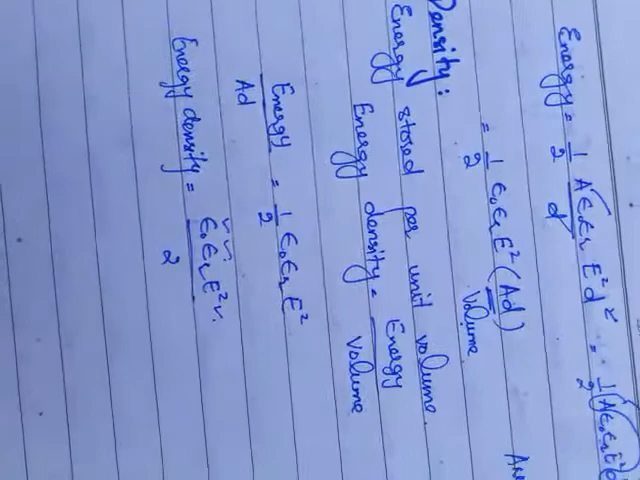 Energy = 1/2 Aε₀εᵣ/d E²d² = 1/2 (Aε₀εᵣE²d)
= 1/2 ε₀εᵣE² (Ad)
Volume
Density:
Energy stored per unit volume.
Energy density = Energy/volume
Energy/Ad = 1/2 ε₀εᵣE²
Energy density = ε₀εᵣE²/2